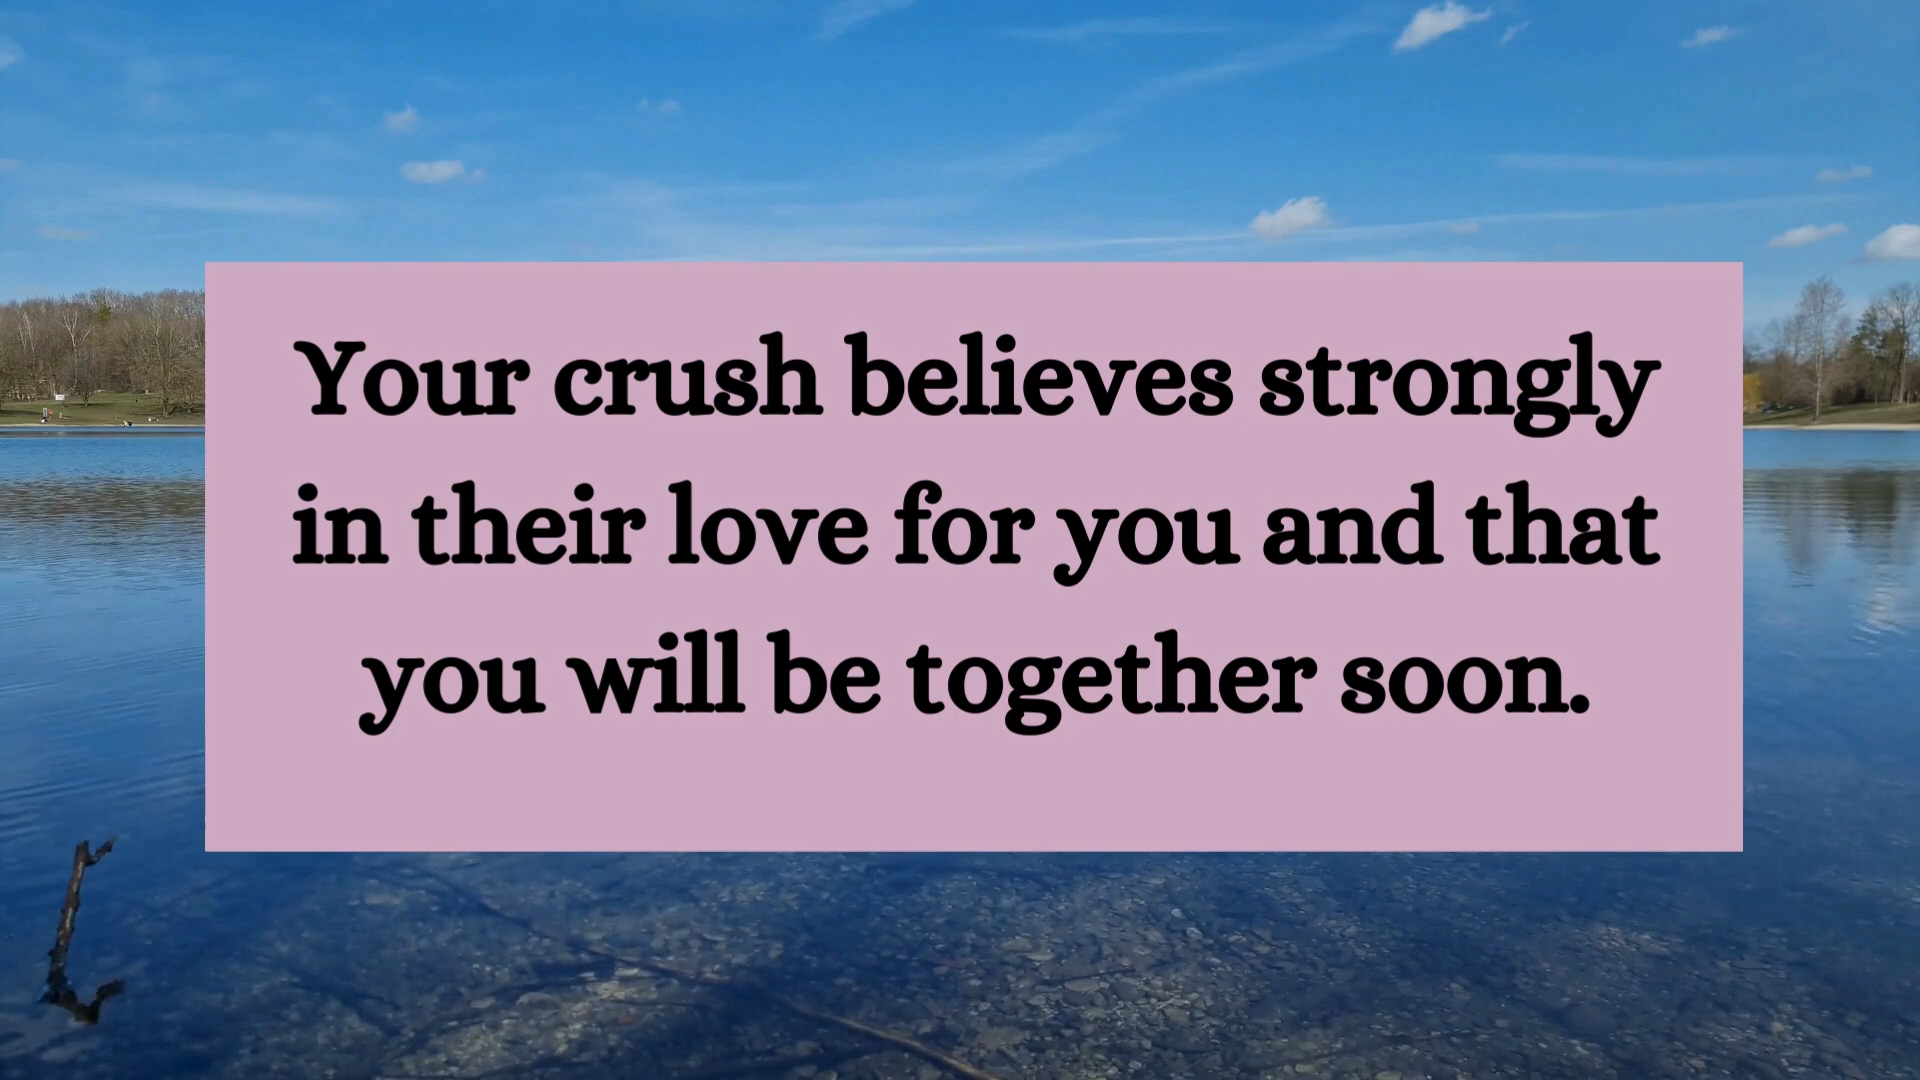 Your crush believes strongly
in their love for you and that
you will be together soon.